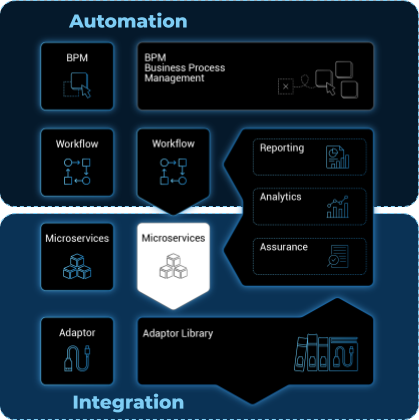 Automation
BPM
BPM
Business Process
Management
Workflow
Workflow
Reporting
Analytics
Assurance
Microservices
Microservices
Adaptor
Adaptor Library
Integration